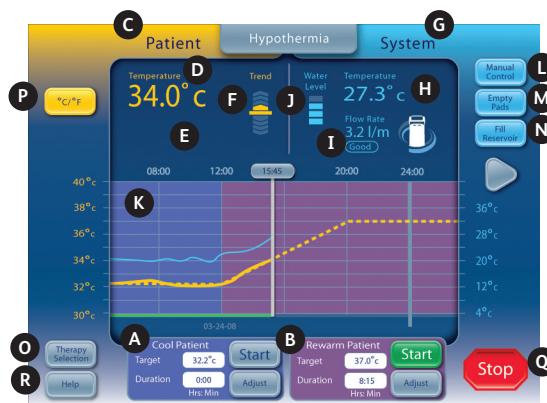 C
G
Patient
Hypothermia
System
D
Temperature
34.0°c
Trend
F
E
J
Water
Level
Temperature
27.3°c
H
Flow Rate
3.2 l/m
Good
I
P
°C/°F
Manual
Control
L
Empty
Pads
M
Fill
Reservoir
N
08:00
12:00
15:45
20:00
24:00
K
40°c
38°c
36°c
34°c
32°c
30°c
36°c
28°c
20°c
12°c
4°c
03-24-08
O
Therapy
Selection
R
Help
A
Cool Patient
Target 32.2°c Start
Duration 0:00 Adjust
Hrs: Min
B
Rewarm Patient
Target 37.0°c Start
Duration 8:15 Adjust
Hrs: Min
Stop
Q